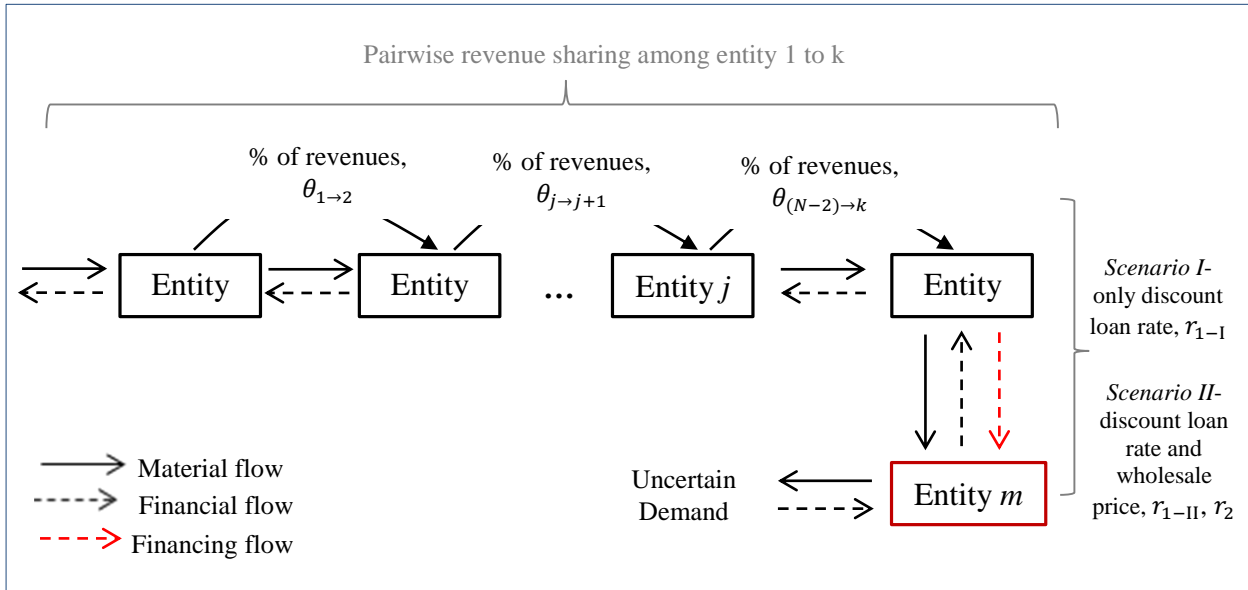 Pairwise revenue sharing among entity 1 to k
% of revenues,
θ₁→₂
% of revenues,
θⱼ→ⱼ₊₁
% of revenues,
θ₍N₋₂₎→ₖ
Entity
Entity
...
Entity j
Entity
Scenario I-
only discount
loan rate, r₁₋I
Scenario II-
discount loan
rate and
wholesale
price, r₁₋II, r₂
Material flow
Financial flow
Financing flow
Uncertain
Demand
Entity m